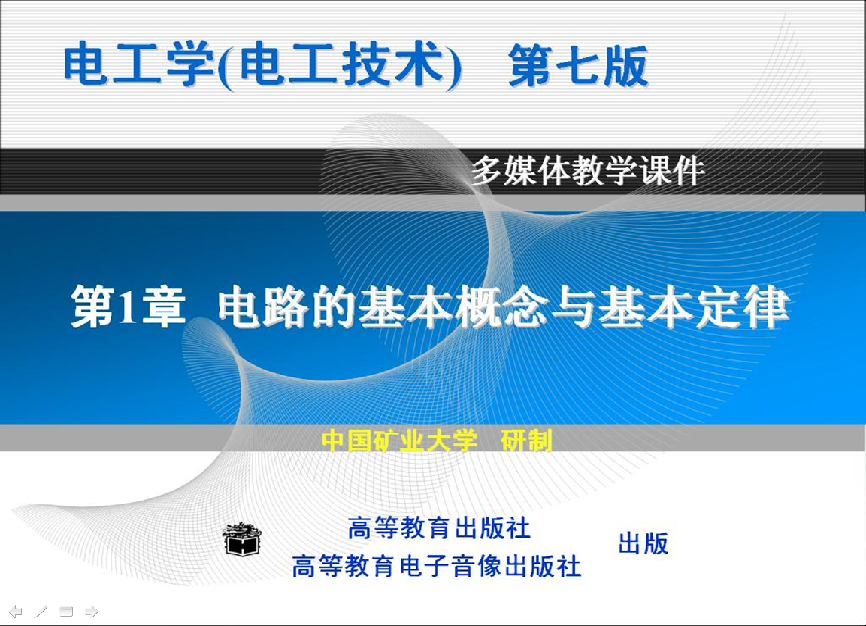 电工学(电工技术) 第七版
多媒体教学课件
第1章 电路的基本概念与基本定律
中国矿业大学 研制
高等教育出版社
高等教育电子音像出版社 出版